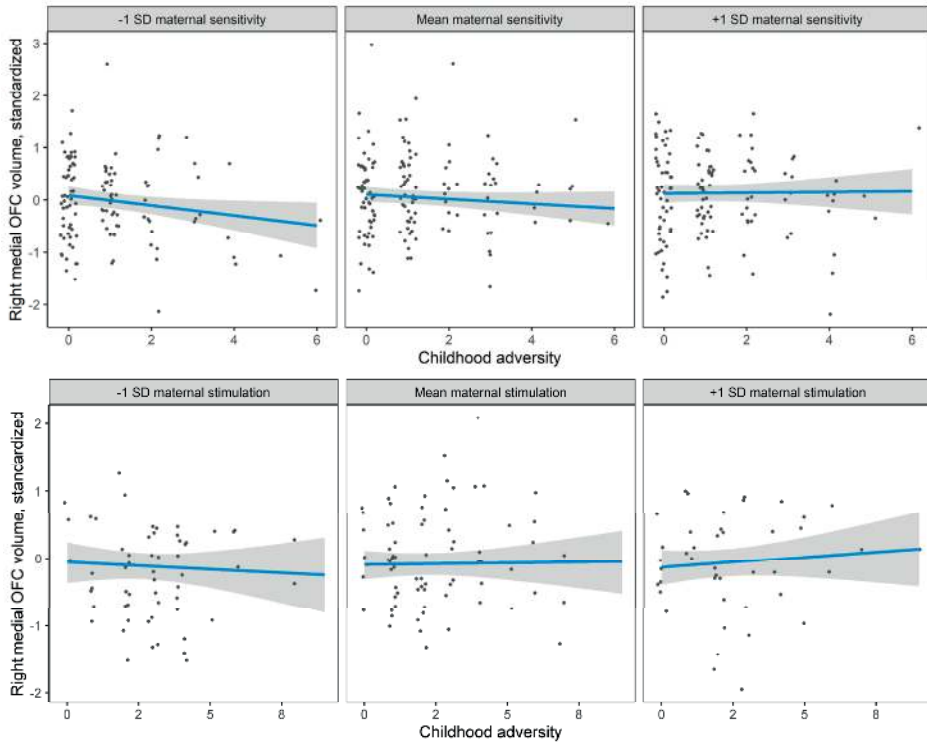 -1 SD maternal sensitivity
Mean maternal sensitivity
+1 SD maternal sensitivity
Right medial OFC volume, standardized
3
2
1
0
-1
-2
0 2 4 6
0 2 4 6
0 2 4 6
Childhood adversity
-1 SD maternal stimulation
Mean maternal stimulation
+1 SD maternal stimulation
Right medial OFC volume, stancardized
2
1
0
-1
-2
0 2 5 8
0 2 5 8
0 2 5 8
Childhood adversity